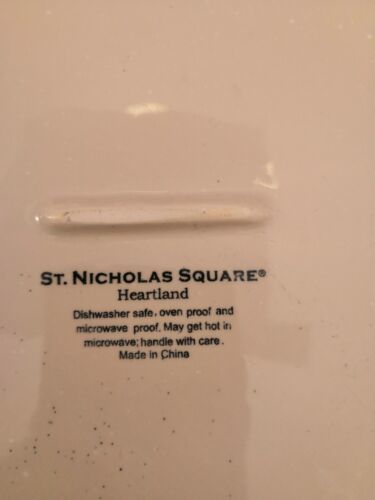 ST. NICHOLAS SQUARE®
Heartland
Dishwasher safe, oven proof and
microwave proof. May get hot in
microwave; handle with care.
Made in China